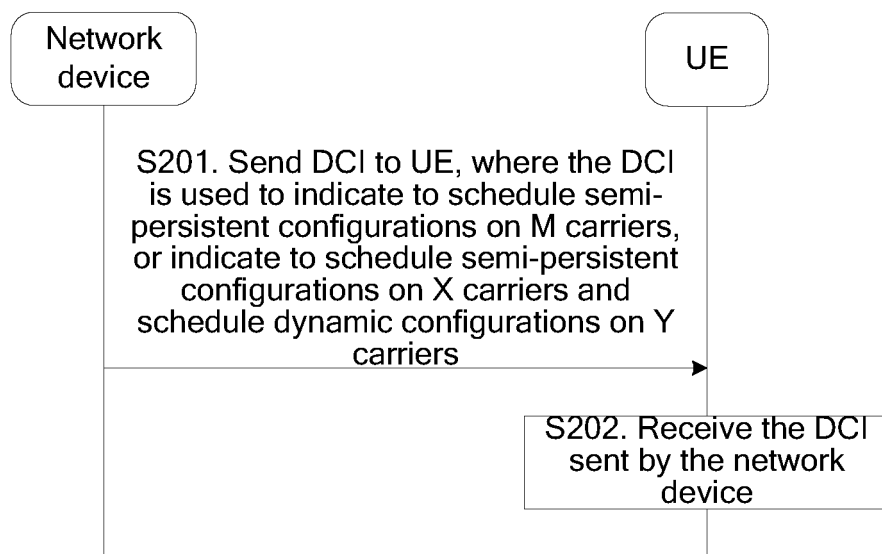 Network
device
UE
S201. Send DCI to UE, where the DCI
is used to indicate to schedule semi-
persistent configurations on M carriers,
or indicate to schedule semi-persistent
configurations on X carriers and
schedule dynamic configurations on Y
carriers
S202. Receive the DCI
sent by the network
device